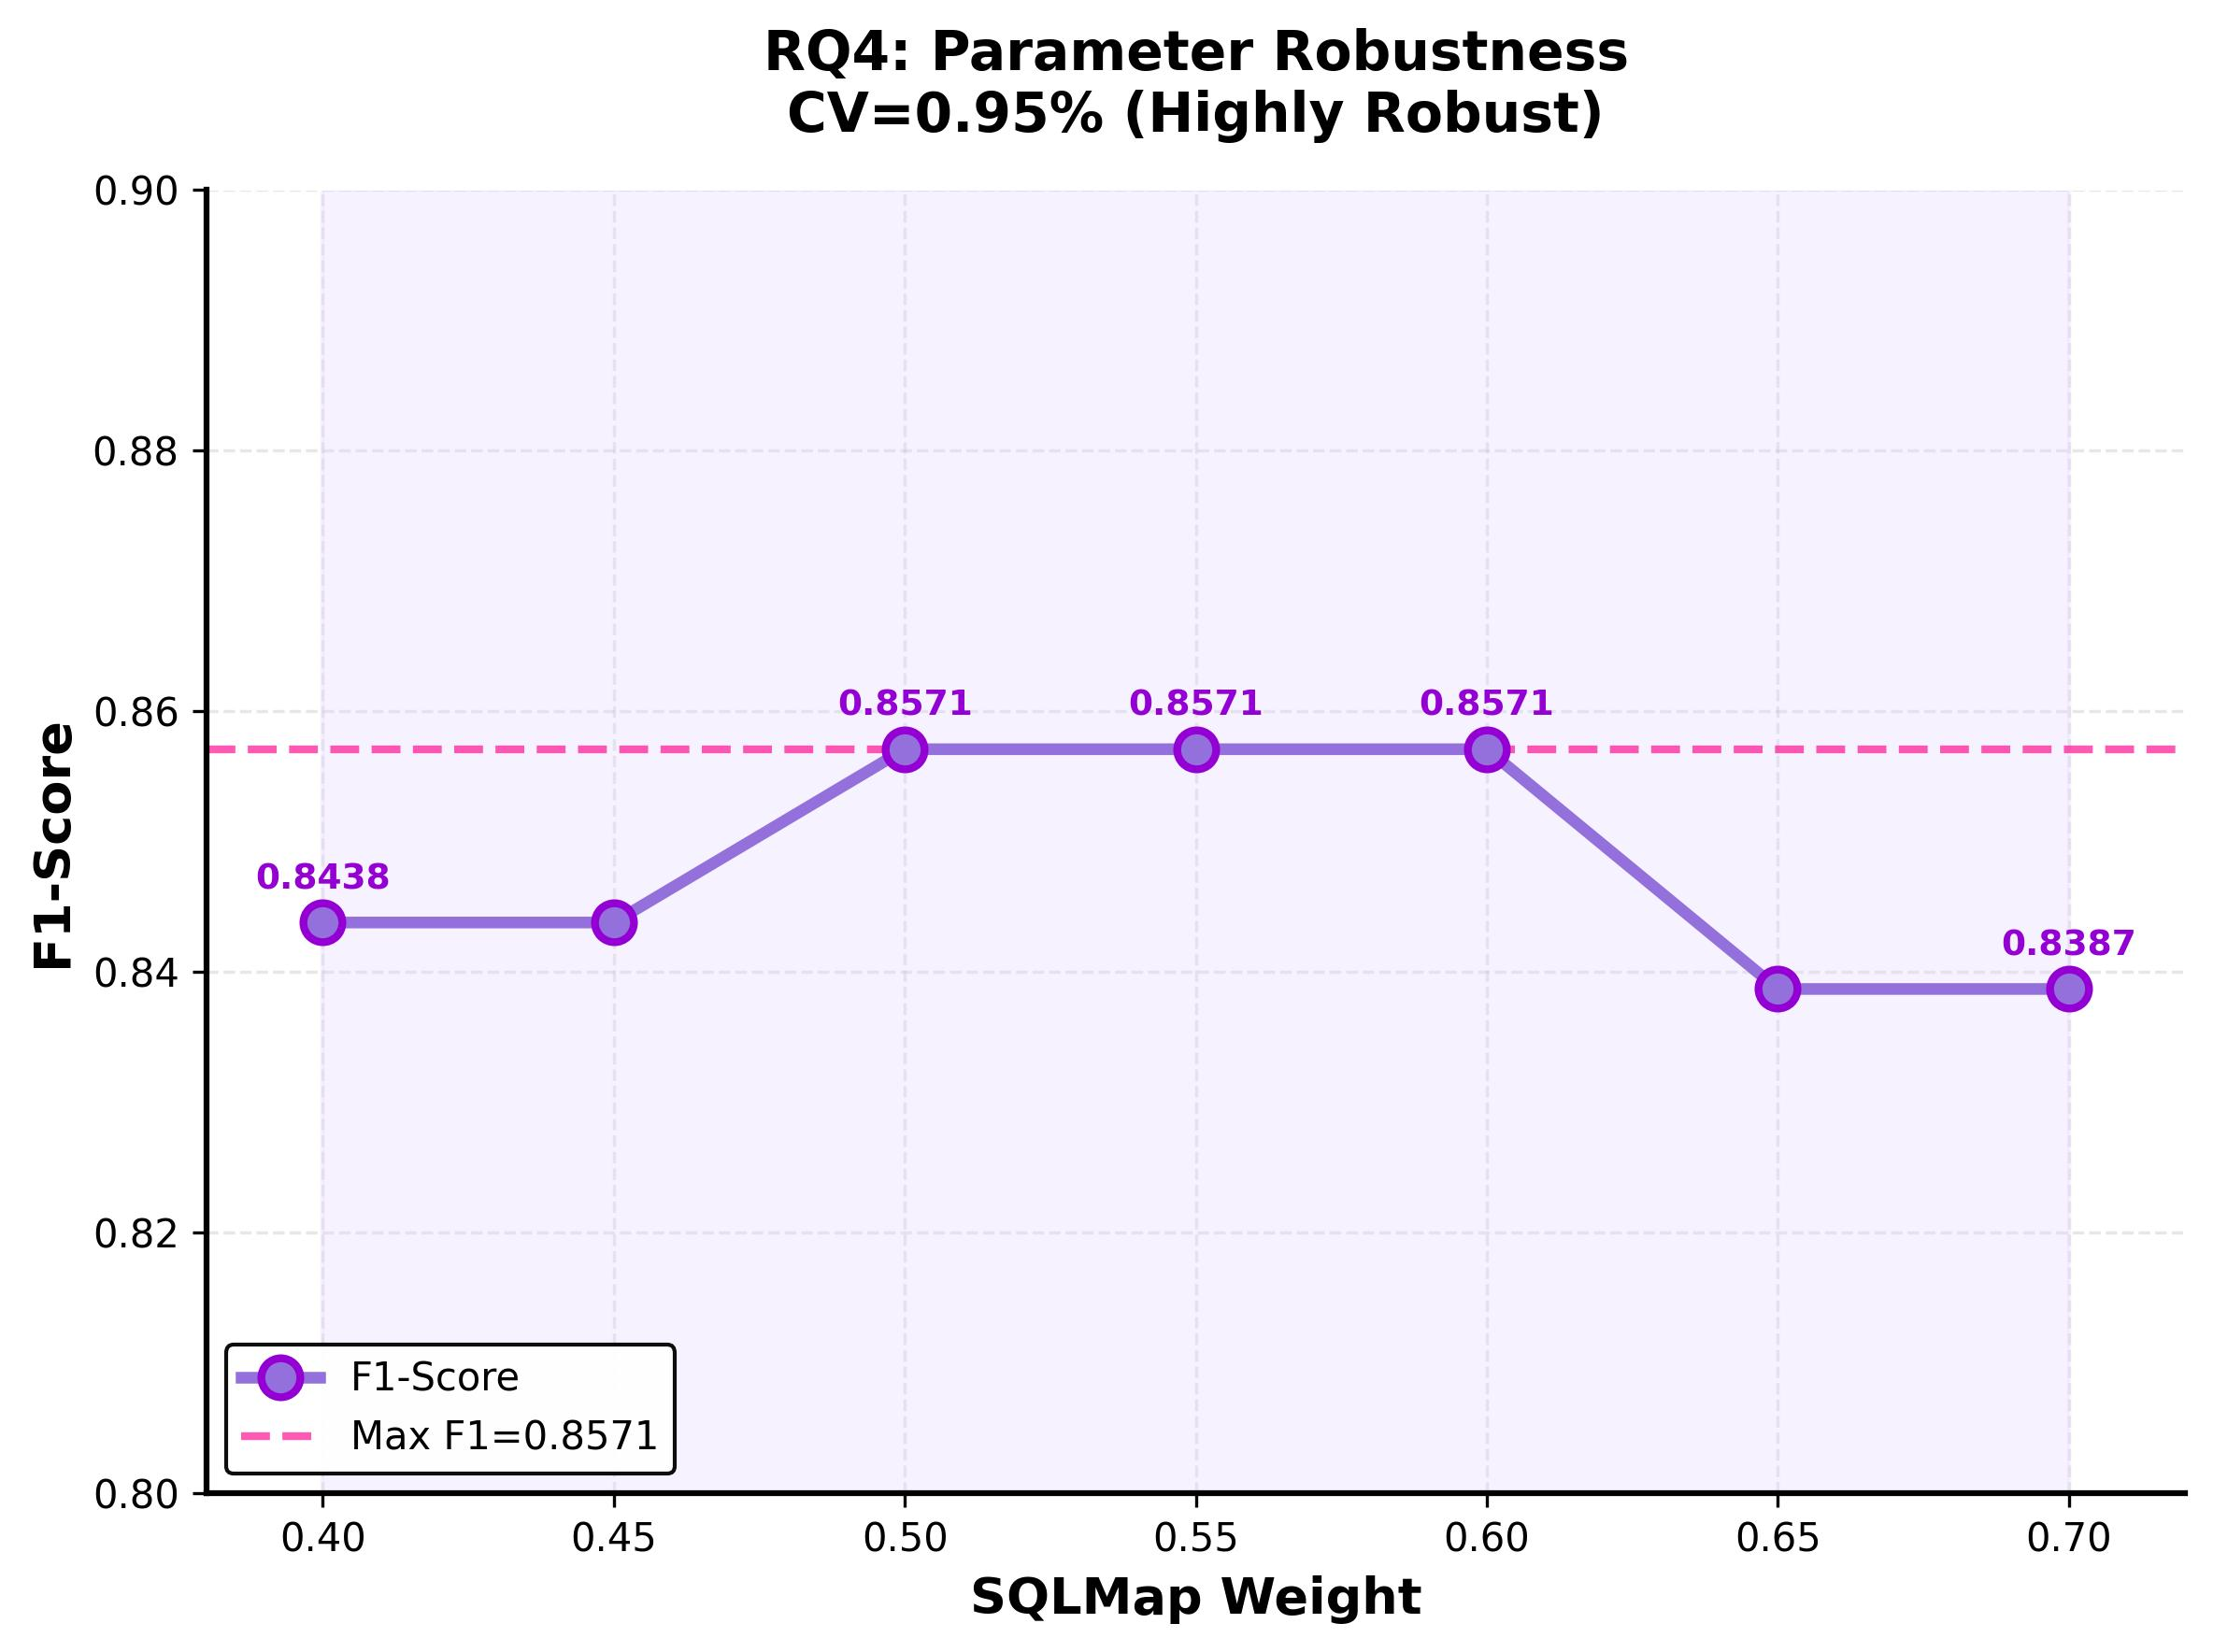 RQ4: Parameter Robustness
CV=0.95% (Highly Robust)
F1-Score
0.90
0.88
0.86
0.84
0.82
0.80
0.8438
0.8571
0.8571
0.8571
0.8387
F1-Score
Max F1=0.8571
0.40 0.45 0.50 0.55 0.60 0.65 0.70
SQLMap Weight